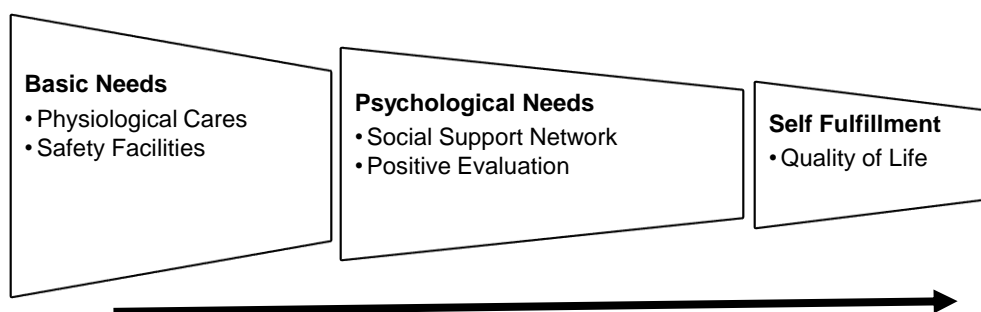 Basic Needs
• Physiological Cares
• Safety Facilities
Psychological Needs
• Social Support Network
• Positive Evaluation
Self Fulfillment
• Quality of Life